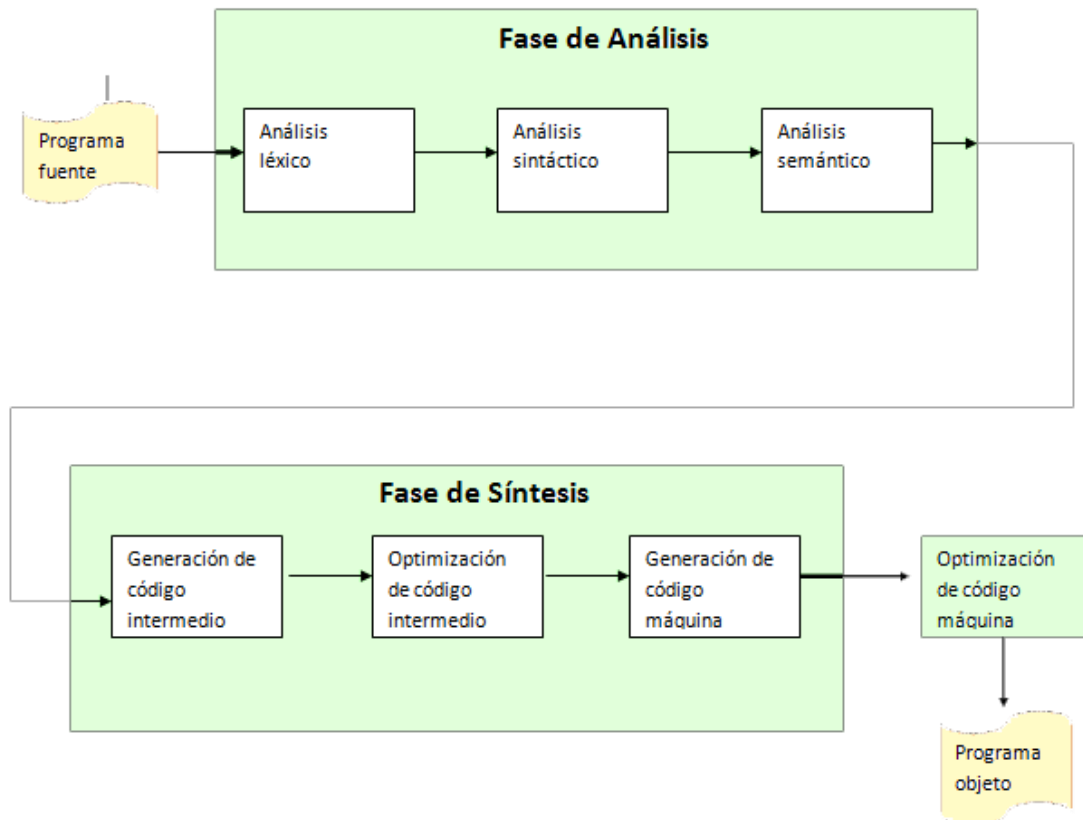 Fase de Análisis
Programa
fuente
Análisis
léxico
Análisis
sintáctico
Análisis
semántico
Fase de Síntesis
Generación de
código
intermedio
Optimización
de código
intermedio
Generación de
código
máquina
Optimización
de código
máquina
Programa
objeto